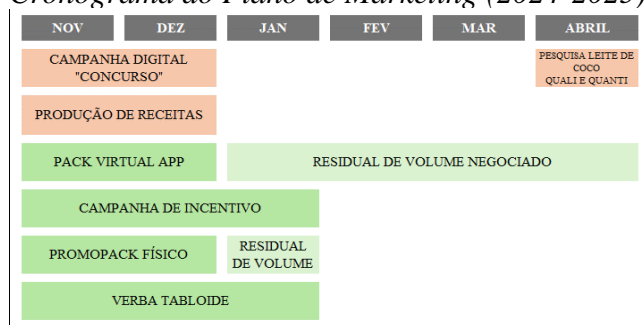 Cronograma do Plano de Marketing (2024-2025)
NOV DEZ JAN FEV MAR ABRIL
CAMPANHA DIGITAL
"CONCURSO"
PESQUISA LEITE DE
COCO
QUALI E QUANTI
PRODUÇÃO DE RECEITAS
PACK VIRTUAL APP
RESIDUAL DE VOLUME NEGOCIADO
CAMPANHA DE INCENTIVO
PROMOPACK FÍSICO
RESIDUAL
DE VOLUME
VERBA TABLOIDE